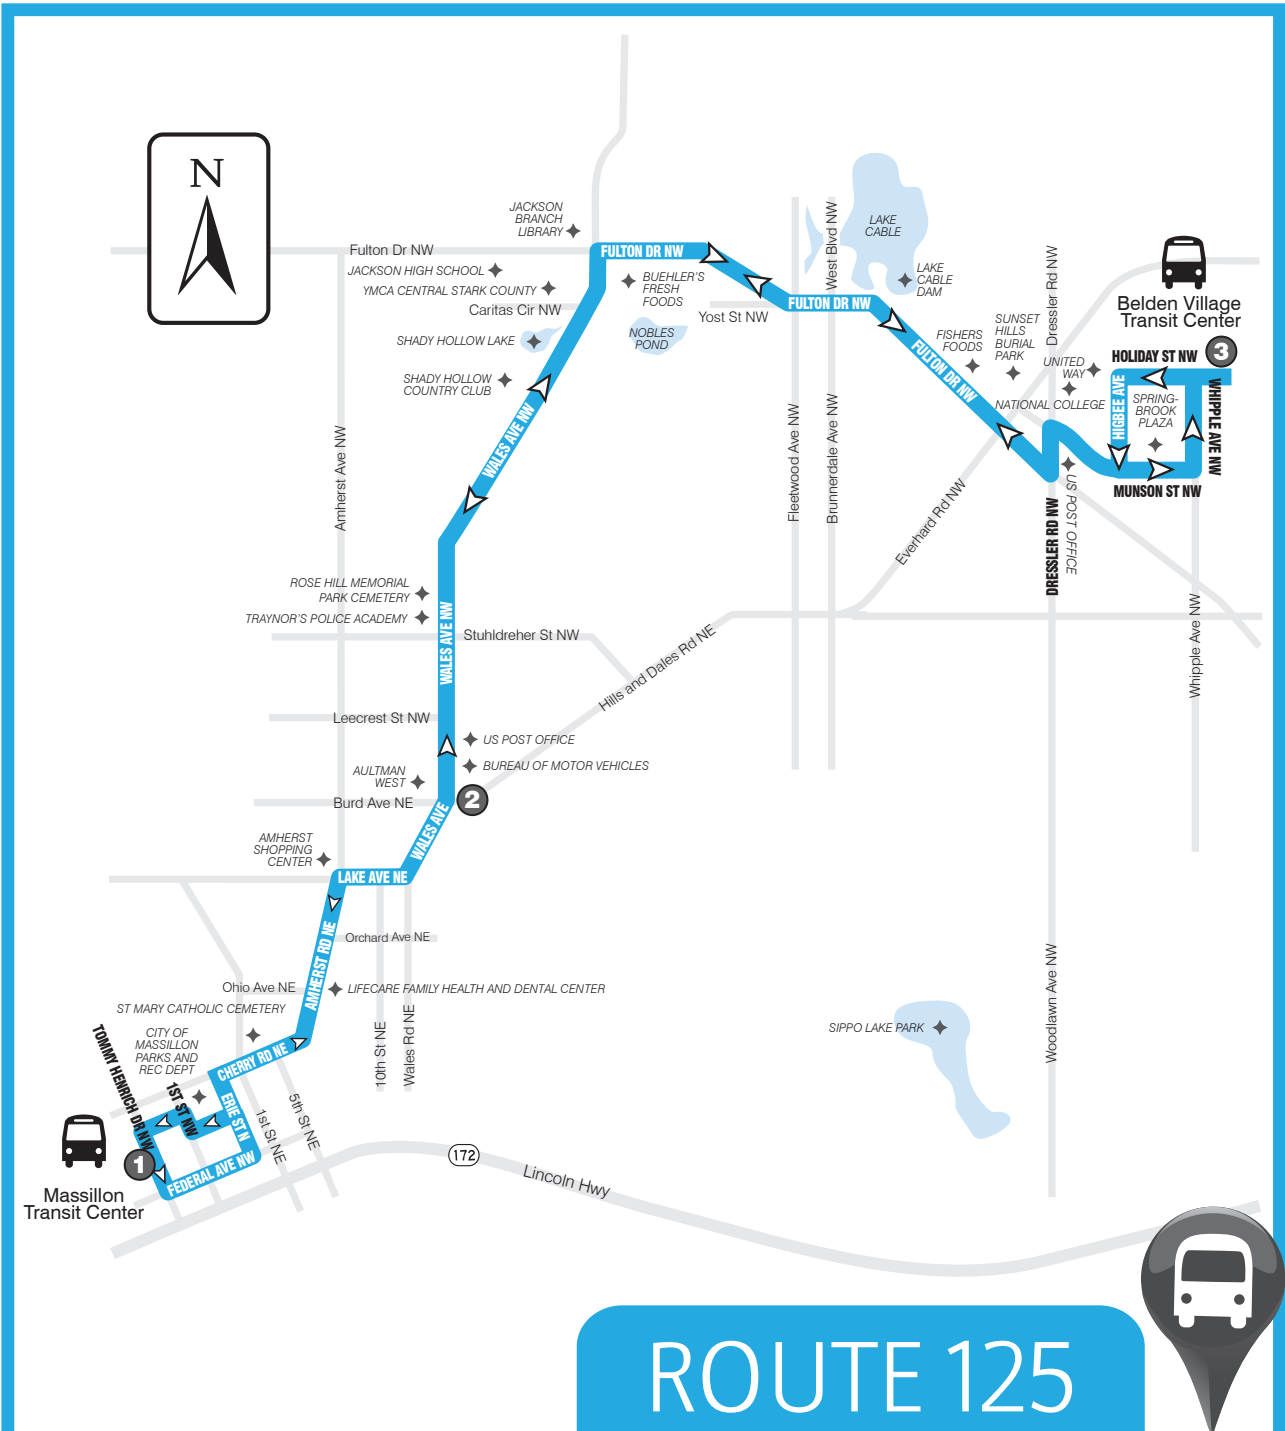 N
JACKSON
BRANCH
LIBRARY
Fulton Dr NW
FULTON DR NW
JACKSON HIGH SCHOOL
YMCA CENTRAL STARK COUNTY
Caritas Cir NW
BUEHLER'S
FRESH
FOODS
SHADY HOLLOW LAKE
NOBLES
POND
Yost St NW
SHADY HOLLOW
COUNTRY CLUB
WALES AVE NW
Amherst Ave NW
West Blvd NW
LAKE
CABLE
LAKE
CABLE
DAM
FULTON DR NW
FISHERS
FOODS
SUNSET
HILLS
BURIAL
PARK
Dressler Rd NW
UNITED
WAY
NATIONAL COLLEGE
FULTON DR NW
Belden Village
Transit Center
3
HOLIDAY ST NW
HIGBEE AVE
SPRING-
BROOK
PLAZA
WHIPPLE AVE NW
MUNSON ST NW
US POST OFFICE
DRESSLER RD NW
Fleetwood Ave NW
Brunnerdale Ave NW
Everhard Rd NW
Whipple Ave NW
ROSE HILL MEMORIAL
PARK CEMETERY
TRAYNOR'S POLICE ACADEMY
WALES AVE NW
Stuhldreher St NW
Hills and Dales Rd NE
Leecrest St NW
US POST OFFICE
BUREAU OF MOTOR VEHICLES
AULTMAN
WEST
Burd Ave NE
2
WALES AVE
AMHERST
SHOPPING
CENTER
LAKE AVE NE
Orchard Ave NE
AMHERST RD NE
Ohio Ave NE
LIFECARE FAMILY HEALTH AND DENTAL CENTER
ST MARY CATHOLIC CEMETERY
10th St NE
Wales Rd NE
Woodlawn Ave NW
SIPPO LAKE PARK
CITY OF
MASSILLON
PARKS AND
REC DEPT
CHERRY RD NE
TOMMY HENRICH DR NW
1ST ST NW
ERIE ST N
1st St NE
5th St NE
FEDERAL AVE NW
1
Massillon
Transit Center
172
Lincoln Hwy
ROUTE 125